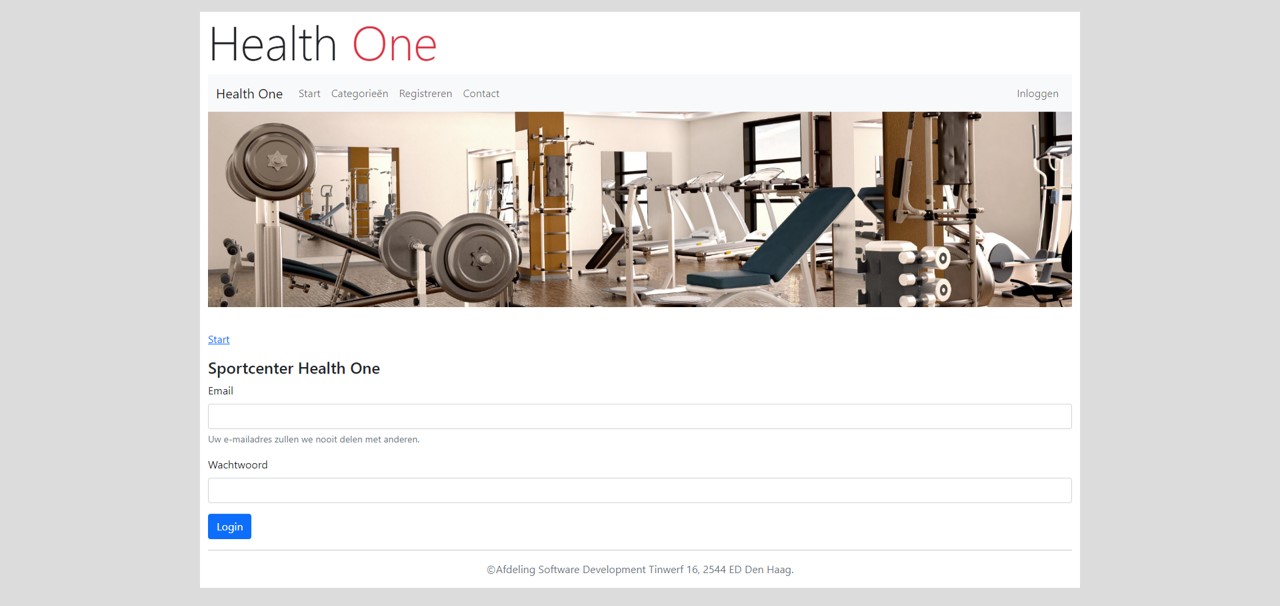 Health One
Health One Start Categorieën Registreren Contact Inloggen
Start
Sportcenter Health One
Email
Uw e-mailadres zullen we nooit delen met anderen.
Wachtwoord
Login
©Afdeling Software Development Tinwerf 16, 2544 ED Den Haag.